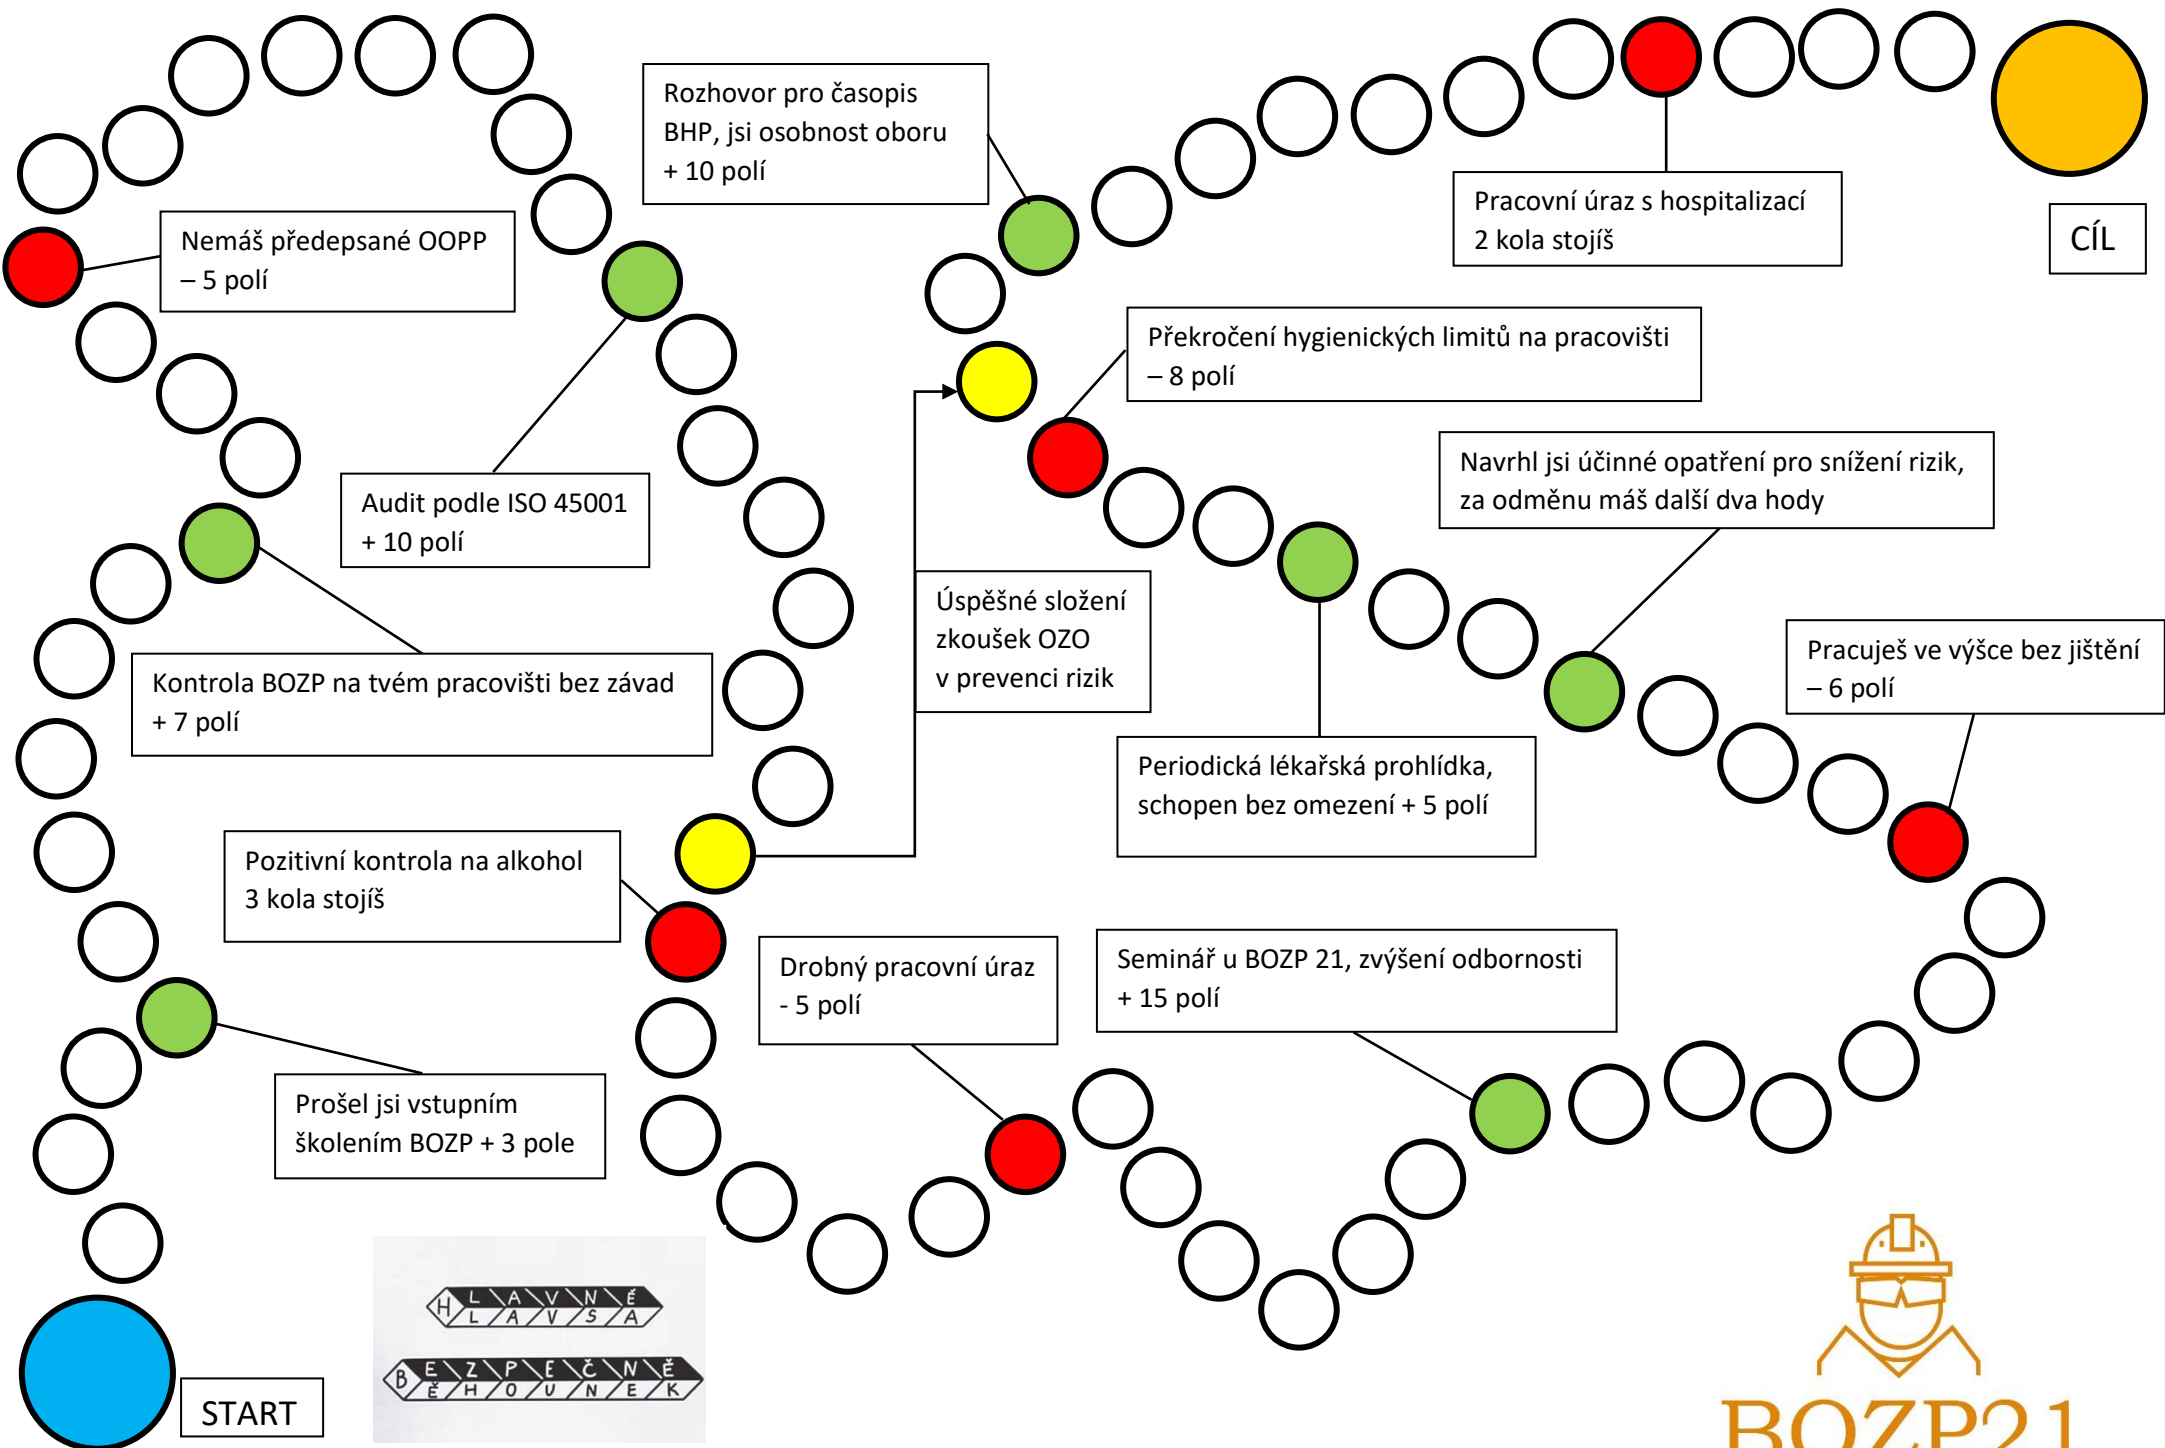 Rozhovor pro časopis
BHP, jsi osobnost oboru
+ 10 polí
Pracovní úraz s hospitalizací
2 kola stojíš
CÍL
Nemáš předepsané OOPP
– 5 polí
Překročení hygienických limitů na pracovišti
– 8 polí
Audit podle ISO 45001
+ 10 polí
Navrhl jsi účinné opatření pro snížení rizik,
za odměnu máš další dva hody
Úspěšné složení
zkoušek OZO
v prevenci rizik
Pracuješ ve výšce bez jištění
– 6 polí
Kontrola BOZP na tvém pracovišti bez závad
+ 7 polí
Periodická lékařská prohlídka,
schopen bez omezení + 5 polí
Pozitivní kontrola na alkohol
3 kola stojíš
Drobný pracovní úraz
- 5 polí
Seminář u BOZP 21, zvýšení odbornosti
+ 15 polí
Prošel jsi vstupním
školením BOZP + 3 pole
HLAVNĚ
LAVSA
BEZPEČNĚ
ĚHOUNEK
START
BOZP21